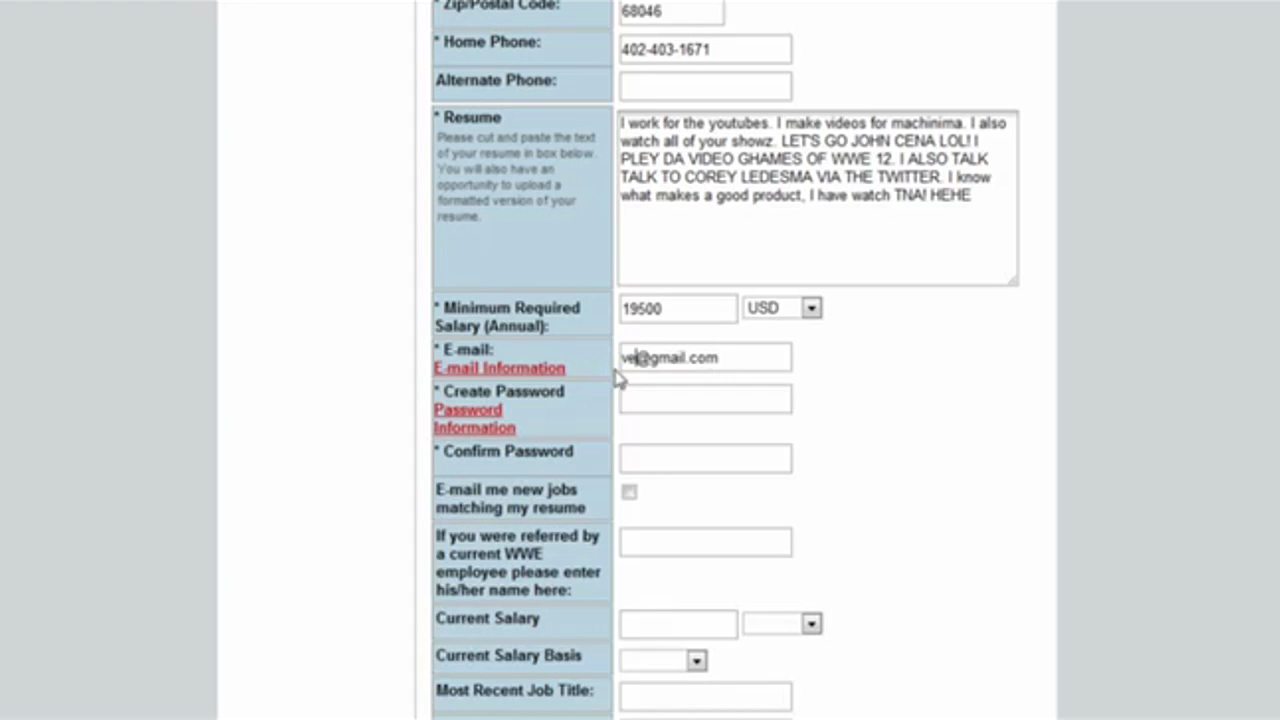 * Zip/Postal Code:
68046
* Home Phone:
402-403-1671
Alternate Phone:
* Resume
Please cut and paste the text
of your resume in box below.
You will also have an
opportunity to upload a
formatted version of your
resume.
I work for the youtubes. I make videos for machinima. I also
watch all of your showz. LET'S GO JOHN CENA LOL! I
PLEY DA VIDEO GHAMES OF WWE 12. I ALSO TALK
TALK TO COREY LEDESMA VIA THE TWITTER. I know
what makes a good product, I have watch TNA! HEHE
* Minimum Required
Salary (Annual):
19500
USD
* E-mail:
E-mail Information
ve@gmail.com
* Create Password
Password
Information
* Confirm Password
E-mail me new jobs
matching my resume
If you were referred by
a current WWE
employee please enter
his/her name here:
Current Salary
Current Salary Basis
Most Recent Job Title: